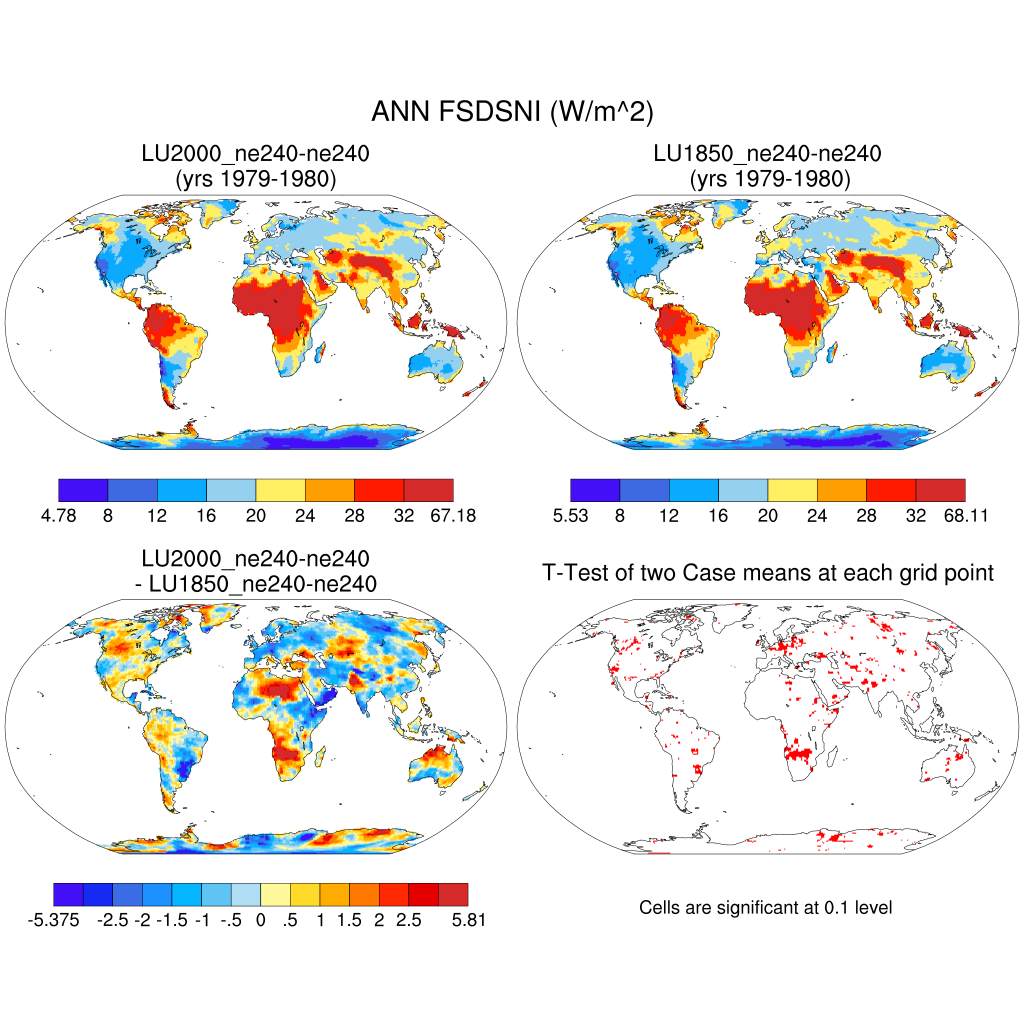 ANN FSDSNI (W/m^2)
LU2000_ne240-ne240
(yrs 1979-1980)
LU1850_ne240-ne240
(yrs 1979-1980)
4.78 8 12 16 20 24 28 32 67.18
5.53 8 12 16 20 24 28 32 68.11
LU2000_ne240-ne240
- LU1850_ne240-ne240
T-Test of two Case means at each grid point
-5.375 -2.5 -2 -1.5 -1 -.5 0 .5 1 1.5 2 2.5 5.81
Cells are significant at 0.1 level